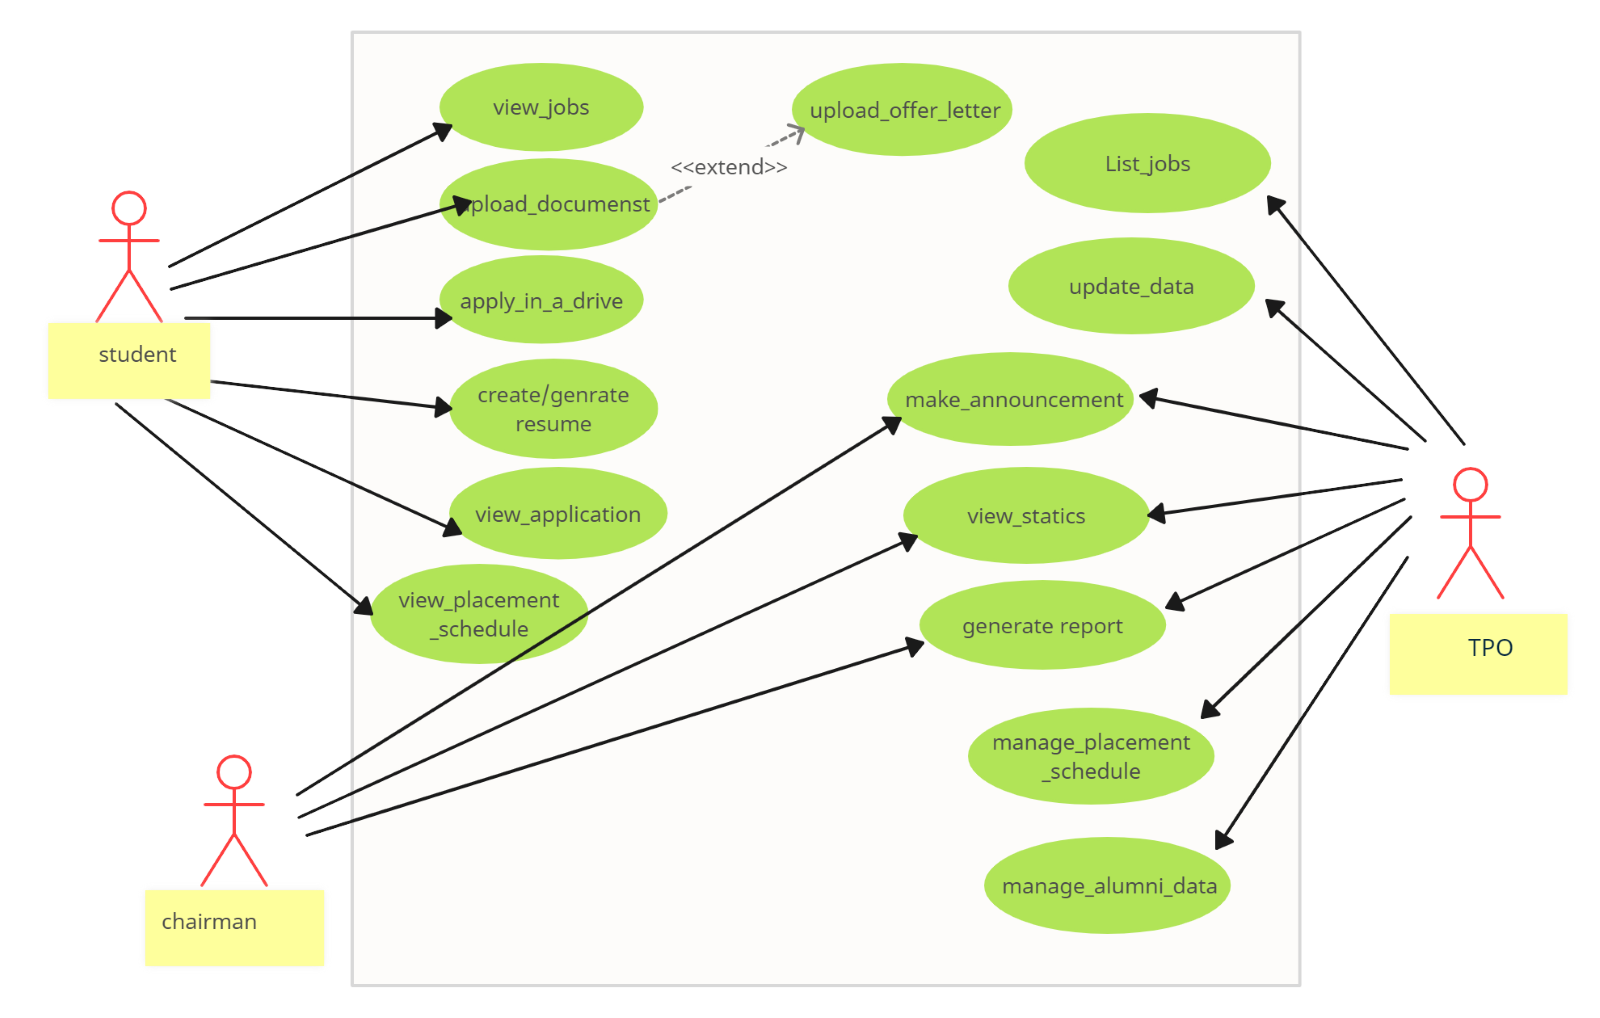 view_jobs
upload_offer_letter
<<extend>>
List_jobs
upload_documenst
update_data
apply_in_a_drive
student
create/genrate
resume
make_announcement
view_application
view_statics
view_placement
_schedule
generate report
TPO
manage_placement
_schedule
manage_alumni_data
chairman